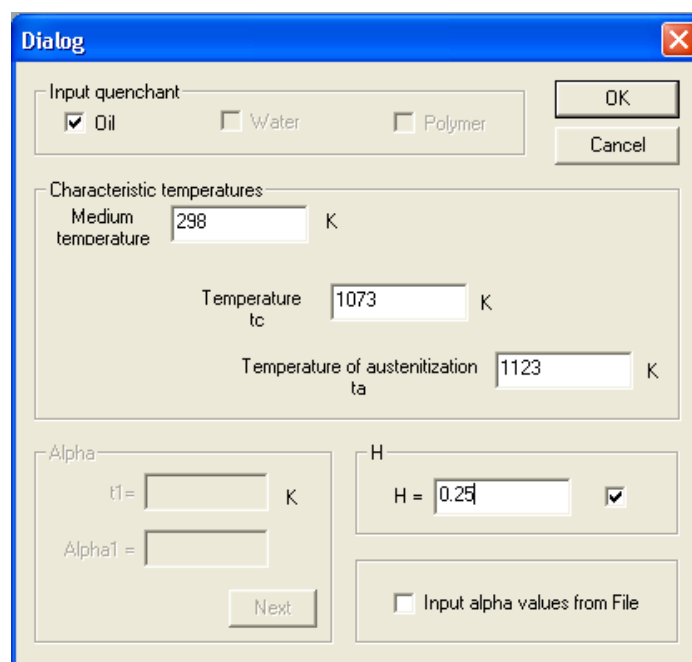 Dialog
Input quenchant
Oil
Water
Polymer
OK
Cancel
Characteristic temperatures
Medium
temperature
298
K
Temperature
tc
1073
K
Temperature of austenitization
ta
1123
K
Alpha
t1=
K
Alpha1 =
Next
H
H =
0.25
Input alpha values from File